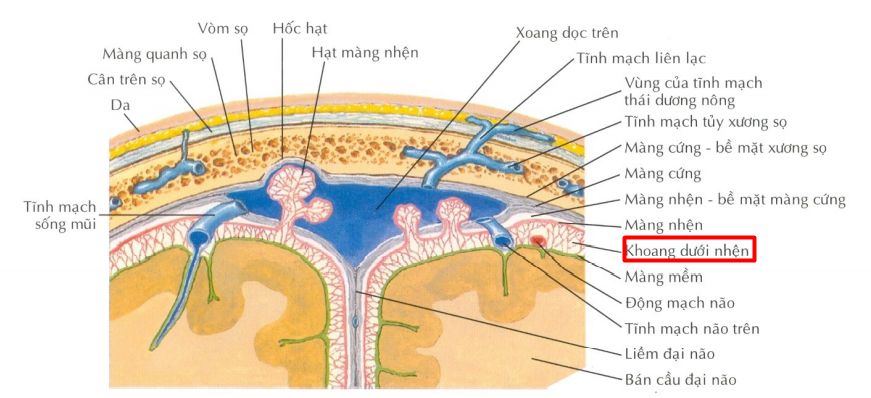 Vòm sọ
Hốc hạt
Màng quanh sọ
Hạt màng nhện
Cân trên sọ
Da
Tĩnh mạch
sống mũi
Xoang dọc trên
Tĩnh mạch liên lạc
Vùng của tĩnh mạch
thái dương nông
Tĩnh mạch tủy xương sọ
Màng cứng - bề mặt xương sọ
Màng cứng
Màng nhện - bề mặt màng cứng
Màng nhện
Khoang dưới nhện
Màng mềm
Động mạch não
Tĩnh mạch não trên
Liềm đại não
Bán cầu đại não